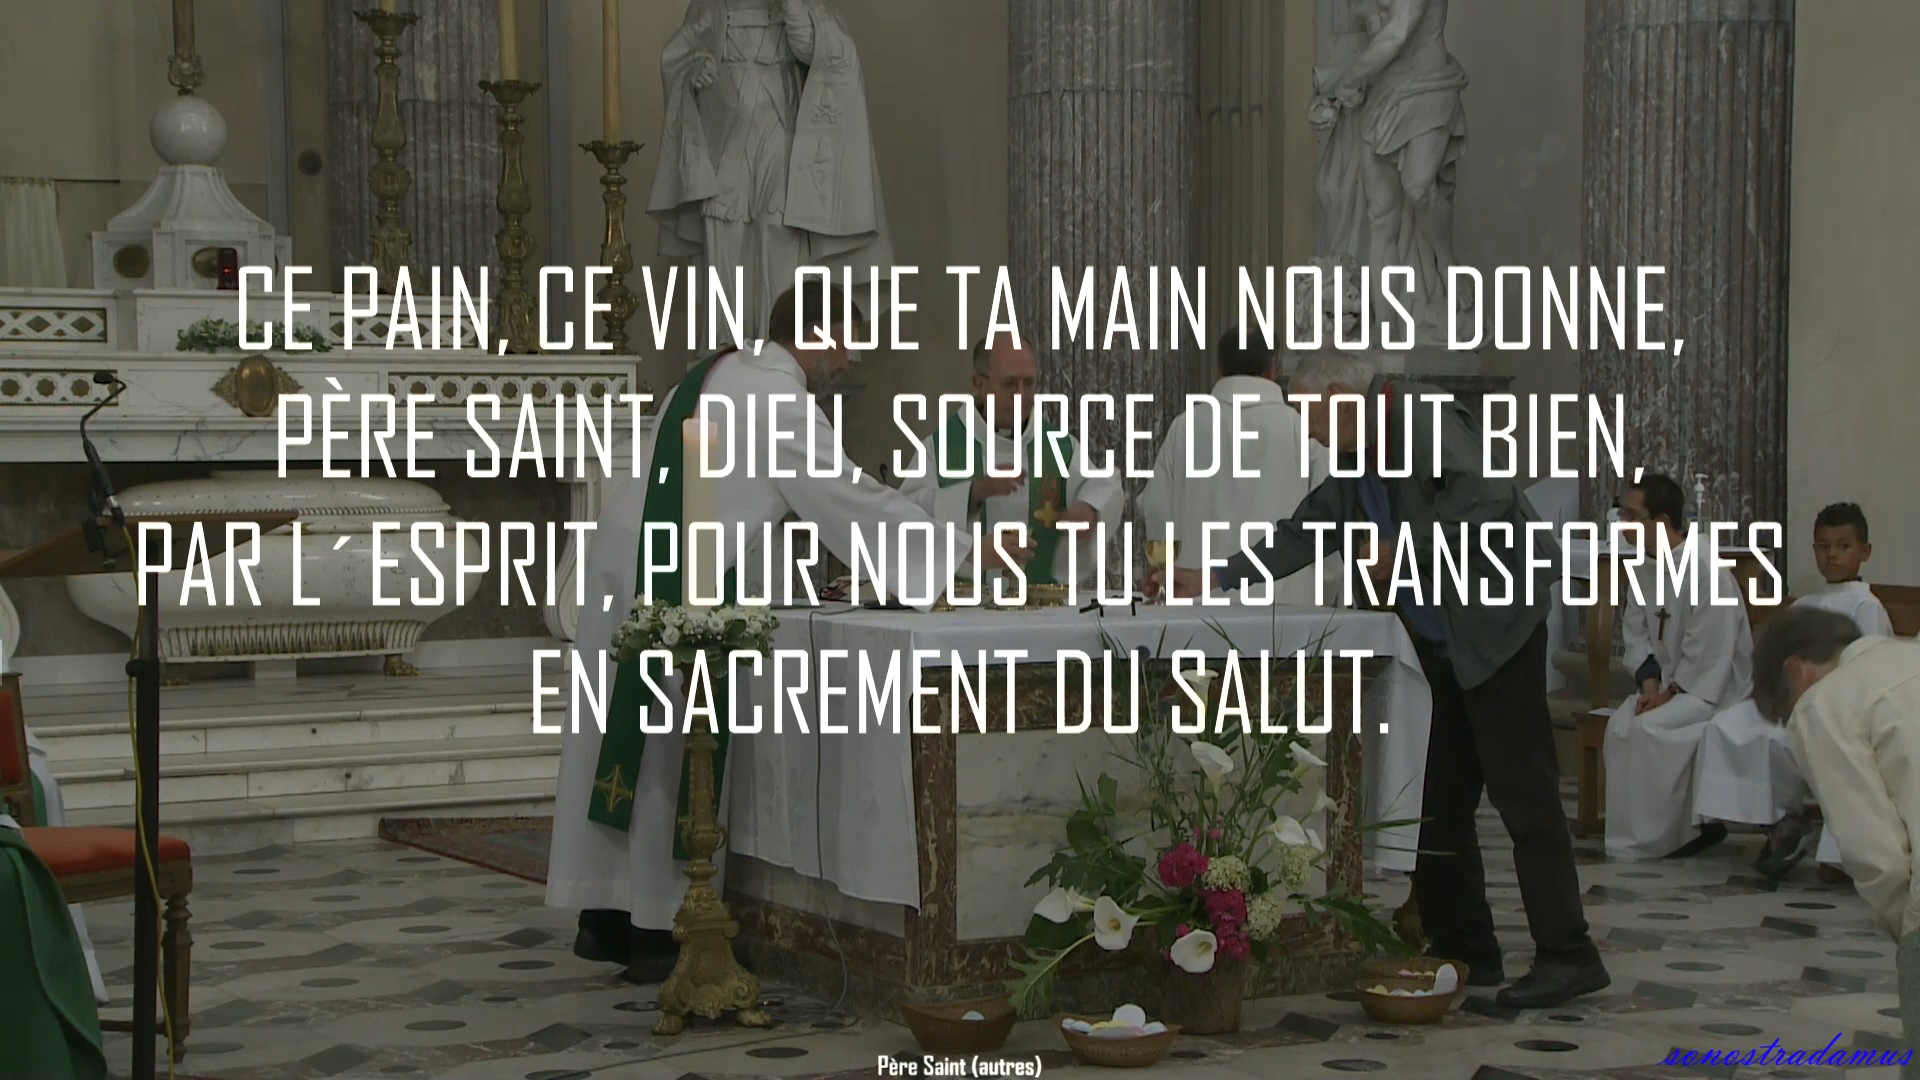 CE PAIN, CE VIN, QUE TA MAIN NOUS DONNE,
PÈRE SAINT, DIEU, SOURCE DE TOUT BIEN,
PAR L´ESPRIT, POUR NOUS TU LES TRANSFORMES
EN SACREMENT DU SALUT.
Père Saint (autres)
sonostradamus